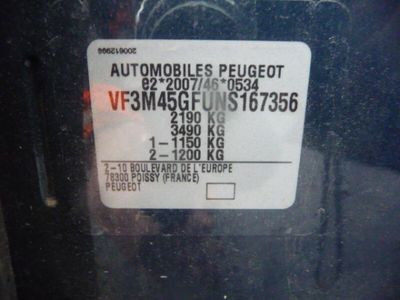 200612996
AUTOMOBILES PEUGEOT
e2*2007/46*0534
VF3M45GFUNS167356
2190 KG
3490 KG
1-1150 KG
2-1200 KG
2-10 BOULEVARD DE L'EUROPE
78300 POISSY (FRANCE)
PEUGEOT